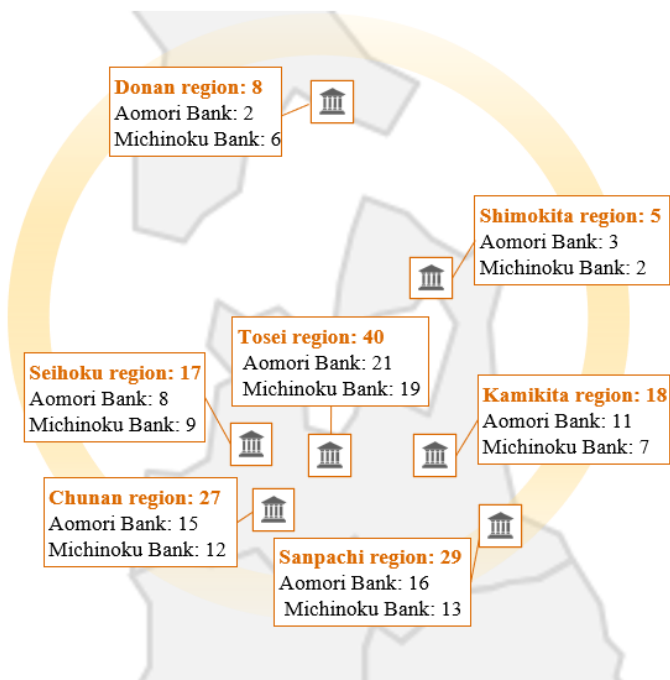 Donan region: 8
Aomori Bank: 2
Michinoku Bank: 6
Shimokita region: 5
Aomori Bank: 3
Michinoku Bank: 2
Tosei region: 40
Aomori Bank: 21
Michinoku Bank: 19
Seihoku region: 17
Aomori Bank: 8
Michinoku Bank: 9
Kamikita region: 18
Aomori Bank: 11
Michinoku Bank: 7
Chunan region: 27
Aomori Bank: 15
Michinoku Bank: 12
Sanpachi region: 29
Aomori Bank: 16
Michinoku Bank: 13